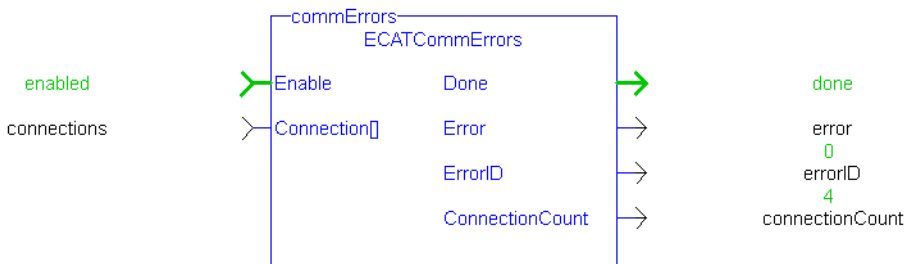 commErrors
ECATCommErrors
enabled Enable Done done
connections Connection[] Error error
0
ErrorID errorID
4
ConnectionCount connectionCount